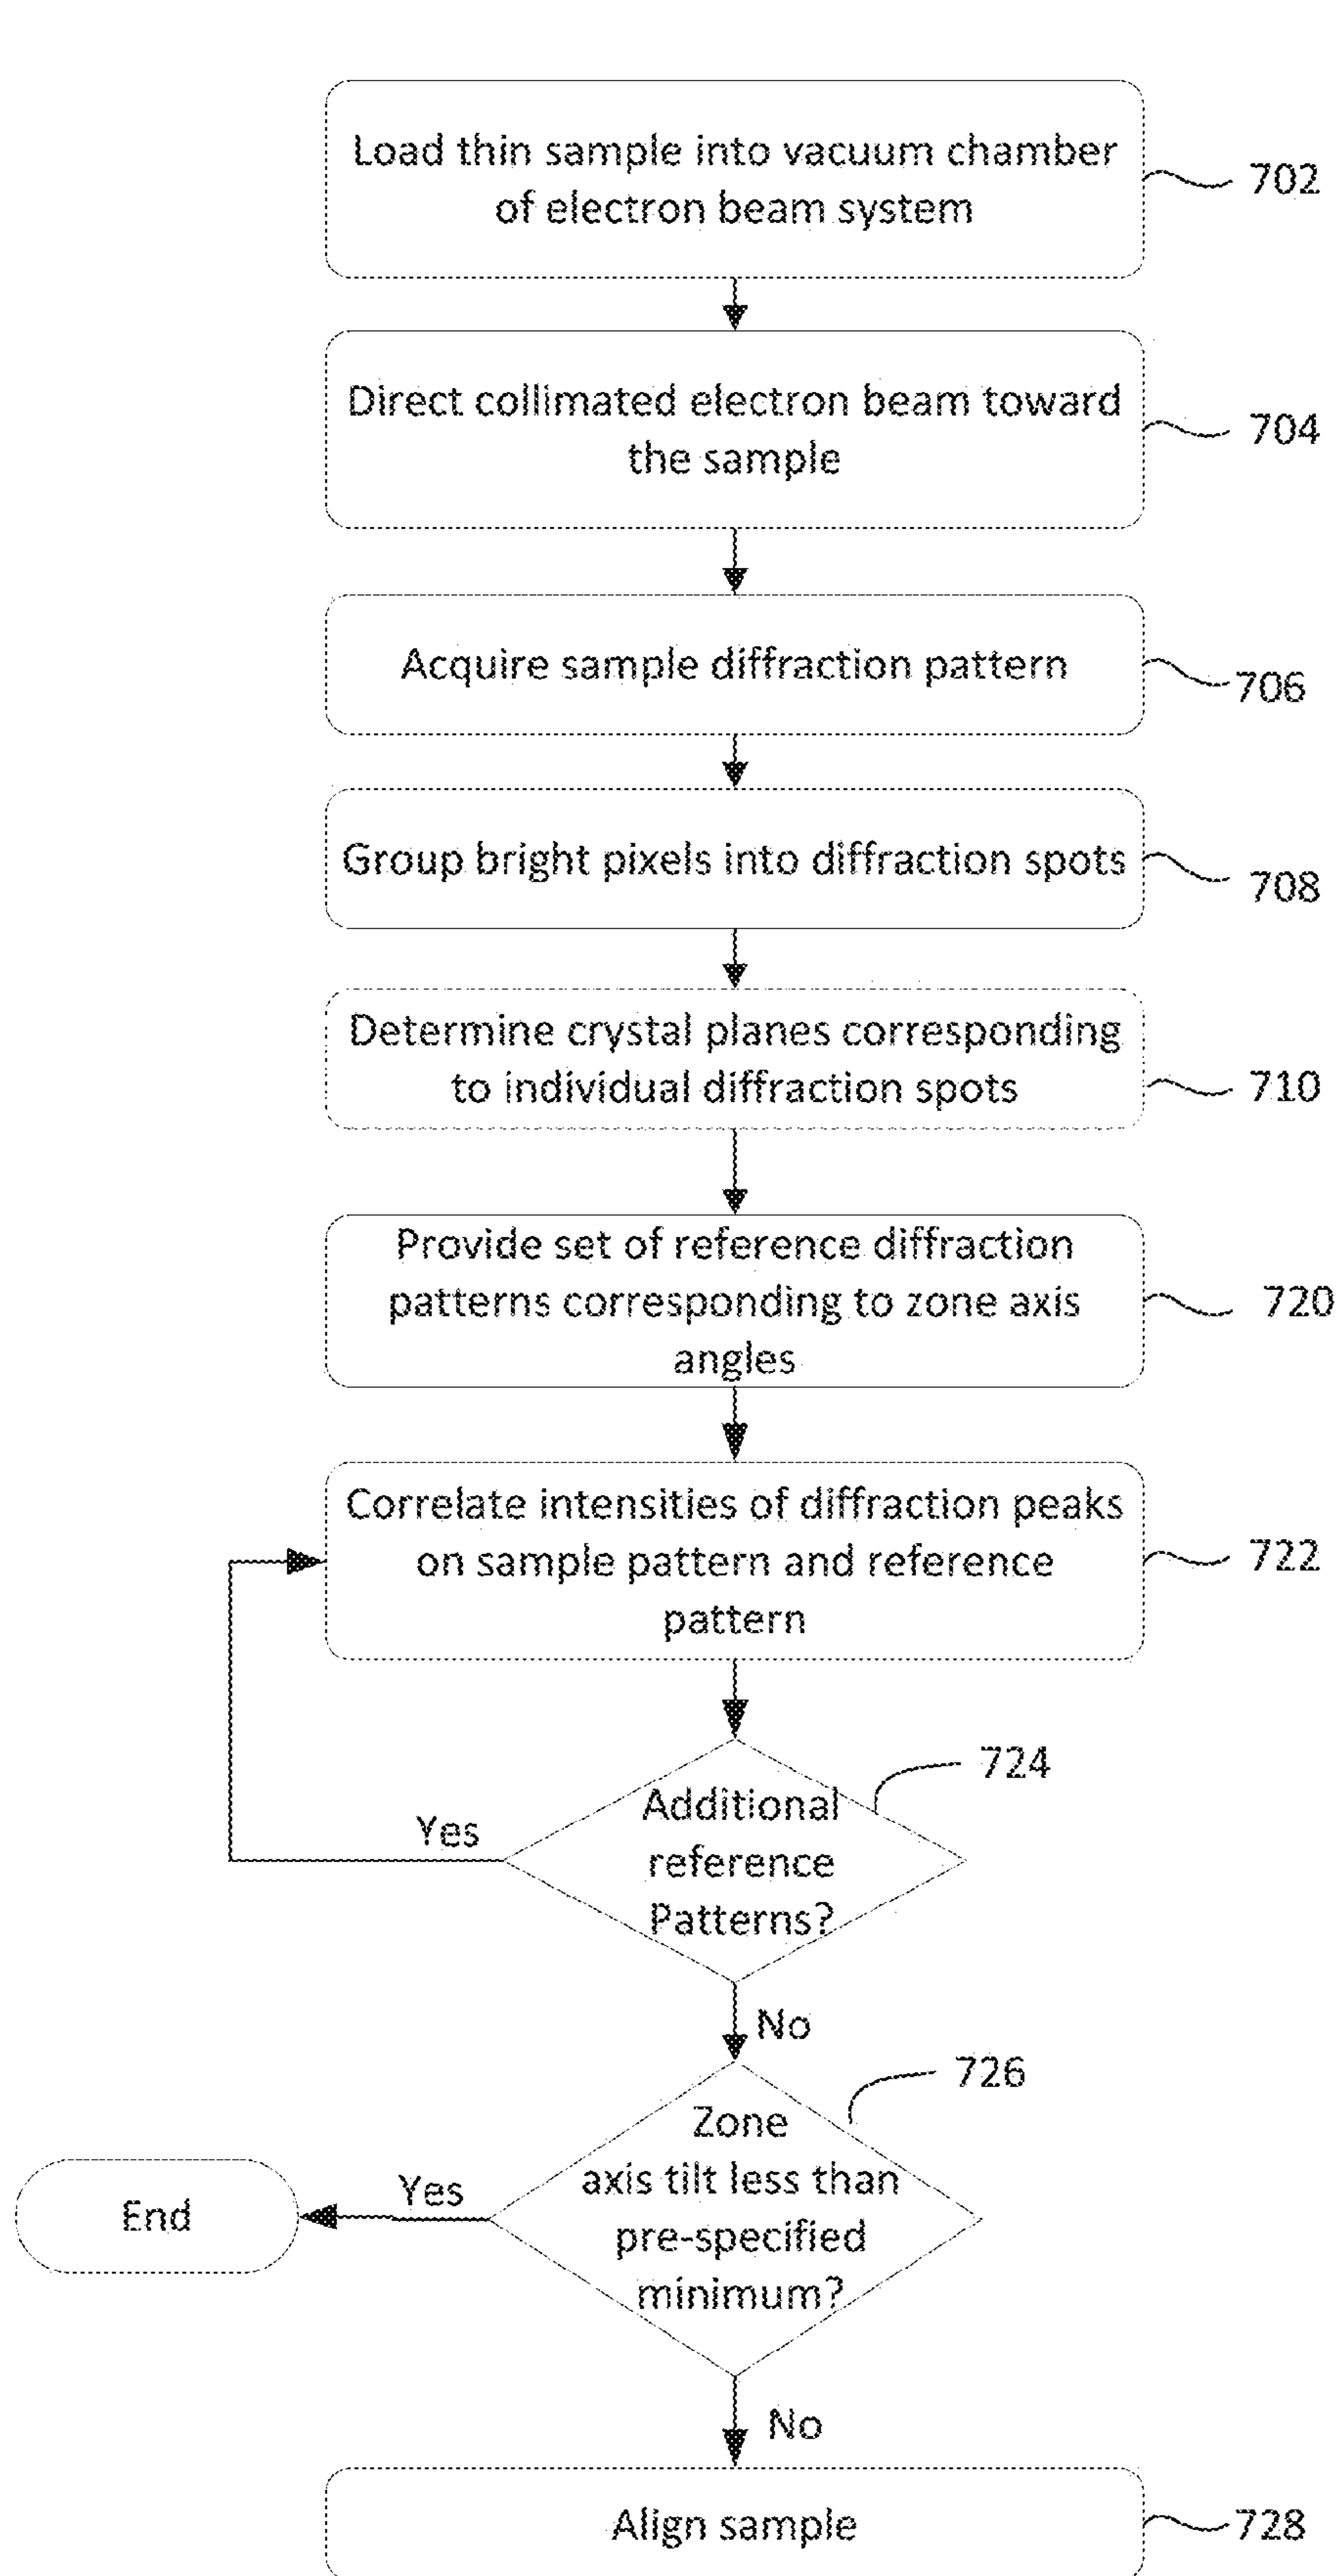 Load thin sample into vacuum chamber
of electron beam system
702
Direct collimated electron beam toward
the sample
704
Acquire sample diffraction pattern
706
Group bright pixels into diffraction spots
708
Determine crystal planes corresponding
to individual diffraction spots
710
Provide set of reference diffraction
patterns corresponding to zone axis
angles
720
Correlate intensities of diffraction peaks
on sample pattern and reference
pattern
722
724
Additional
reference
Patterns?
Yes
No
726
Zone
axis tilt less than
pre-specified
minimum?
Yes
End
No
Align sample
728